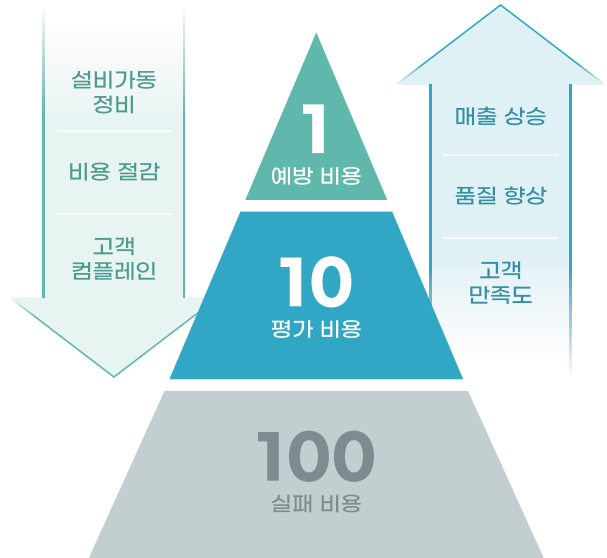 설비가동
정비
비용 절감
고객
컴플레인
1
예방 비용
10
평가 비용
100
실패 비용
매출 상승
품질 향상
고객
만족도